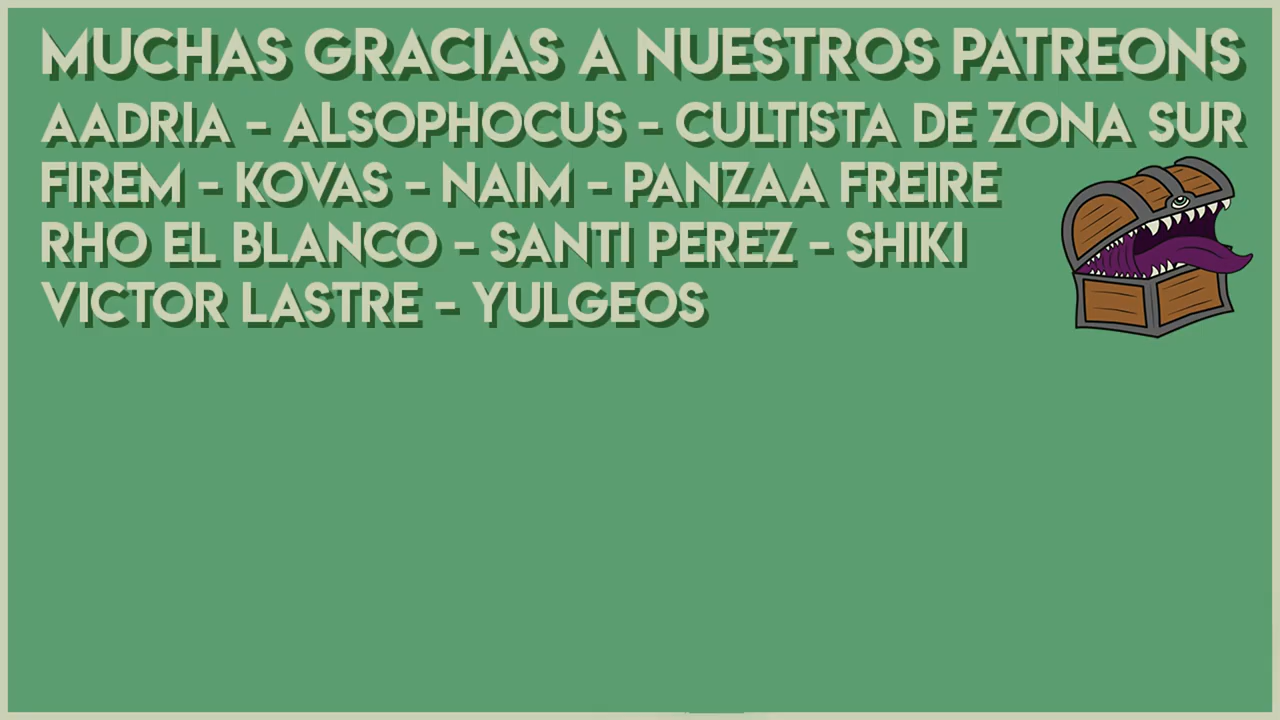 MUCHAS GRACIAS A NUESTROS PATREONS
AADRIA - ALSOPHOCUS - CULTISTA DE ZONA SUR
FIREM - KOVAS - NAIM - PANZAA FREIRE
RHO EL BLANCO - SANTI PEREZ - SHIKI
VICTOR LASTRE - YULGEOS